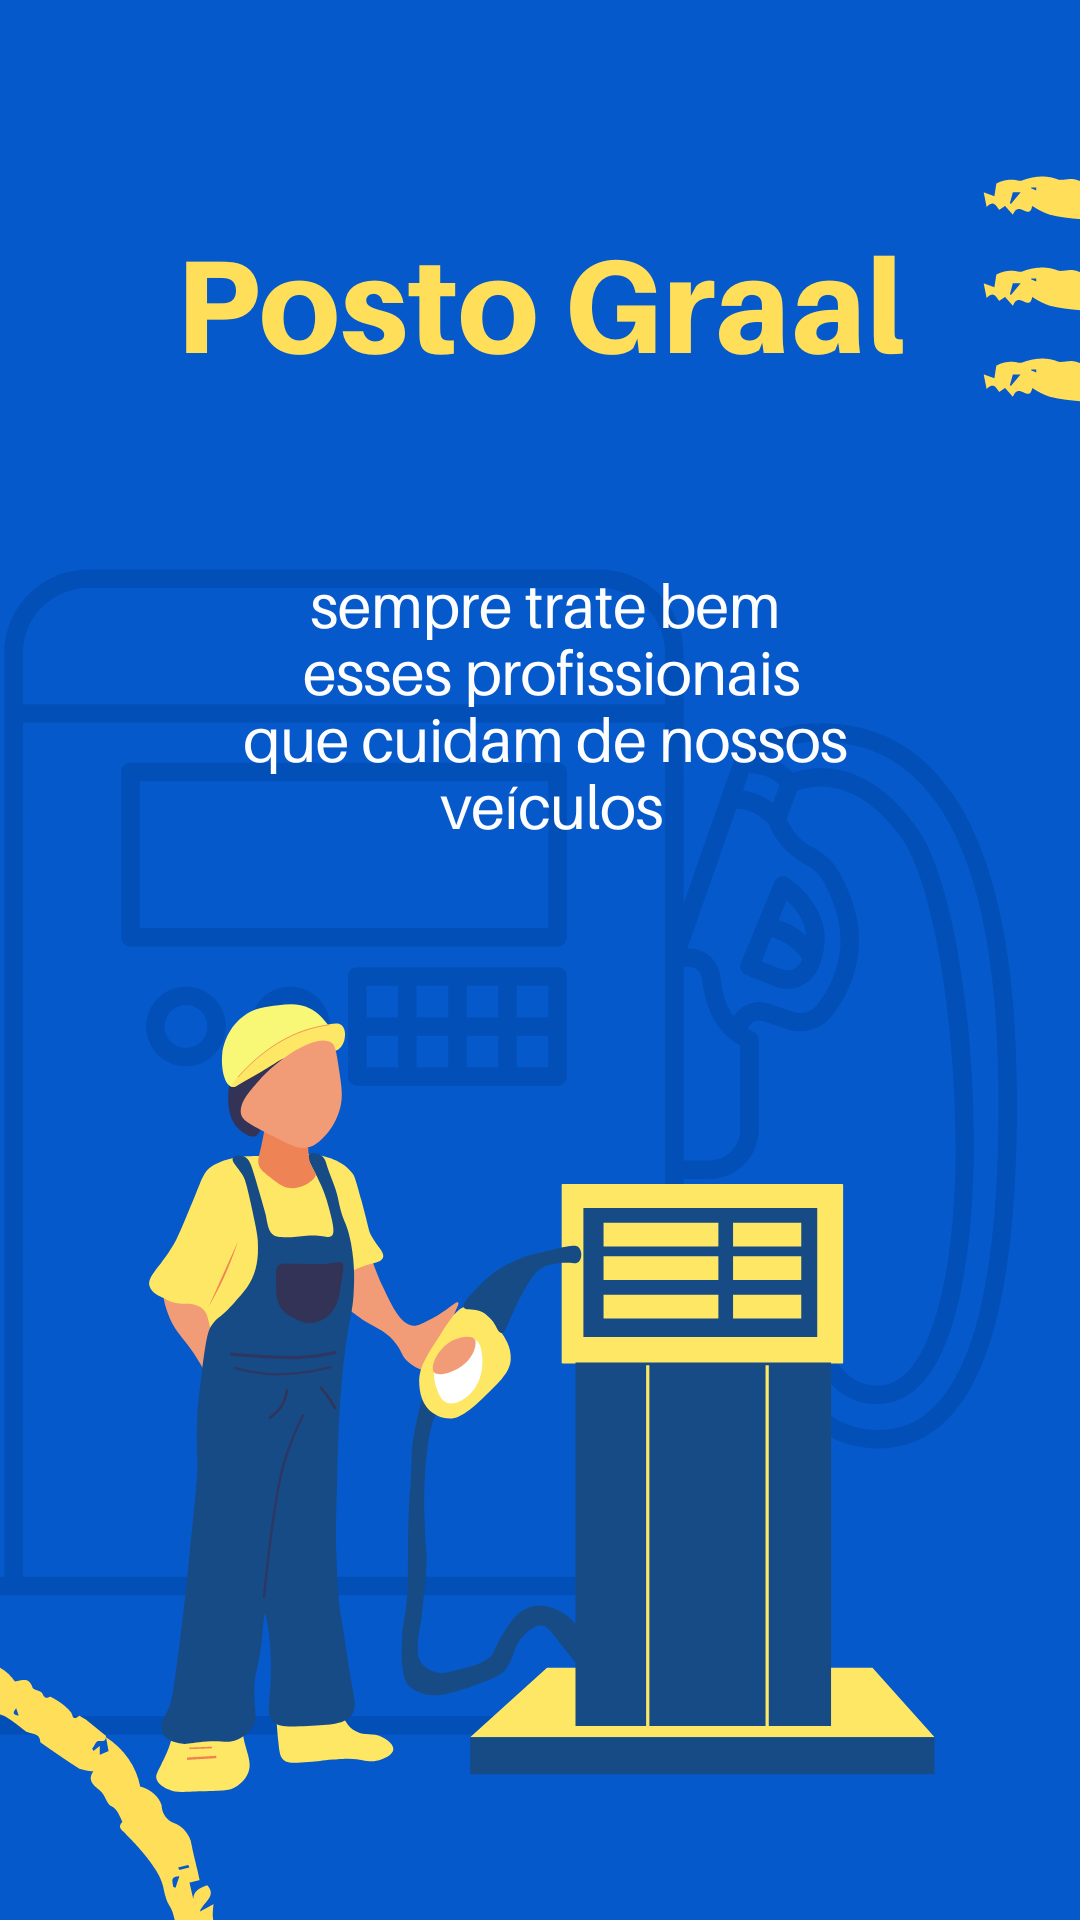 Posto Graal
sempre trate bem
esses profissionais
que cuidam de nossos
veículos